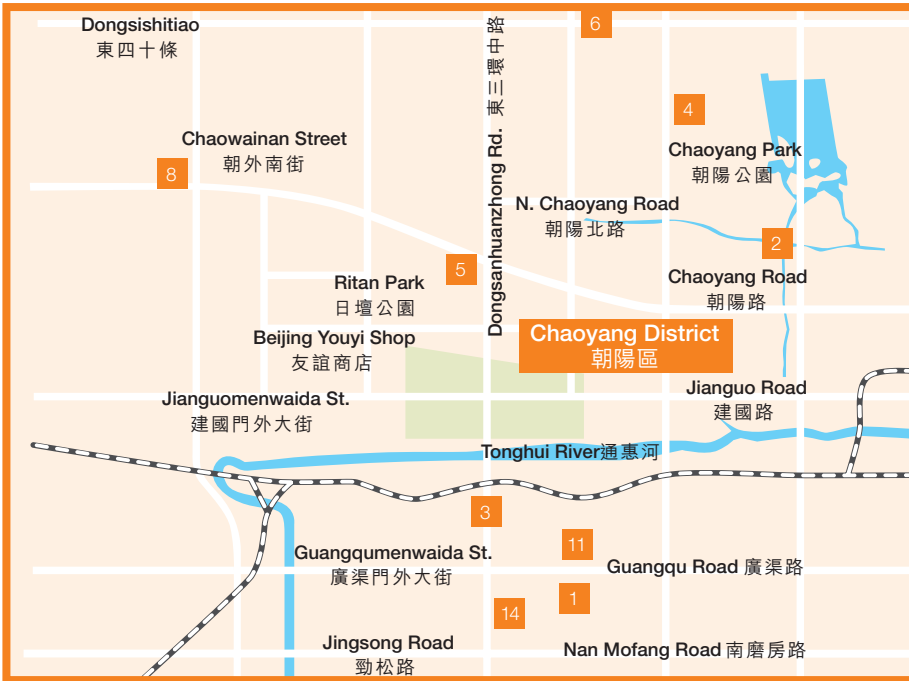 Dongsishitiao
東四十條
6
Dongsanhuanzhong Rd. 東三環中路
4
Chaowainan Street
朝外南街
Chaoyang Park
朝陽公園
8
N. Chaoyang Road
朝陽北路
2
5
Ritan Park
日壇公園
Chaoyang Road
朝陽路
Beijing Youyi Shop
友誼商店
Chaoyang District
朝陽區
Jianguomenwaida St.
建國門外大街
Jianguo Road
建國路
Tonghui River通惠河
3
11
Guangqumenwaida St.
廣渠門外大街
Guangqu Road 廣渠路
1
14
Jingsong Road
勁松路
Nan Mofang Road 南磨房路